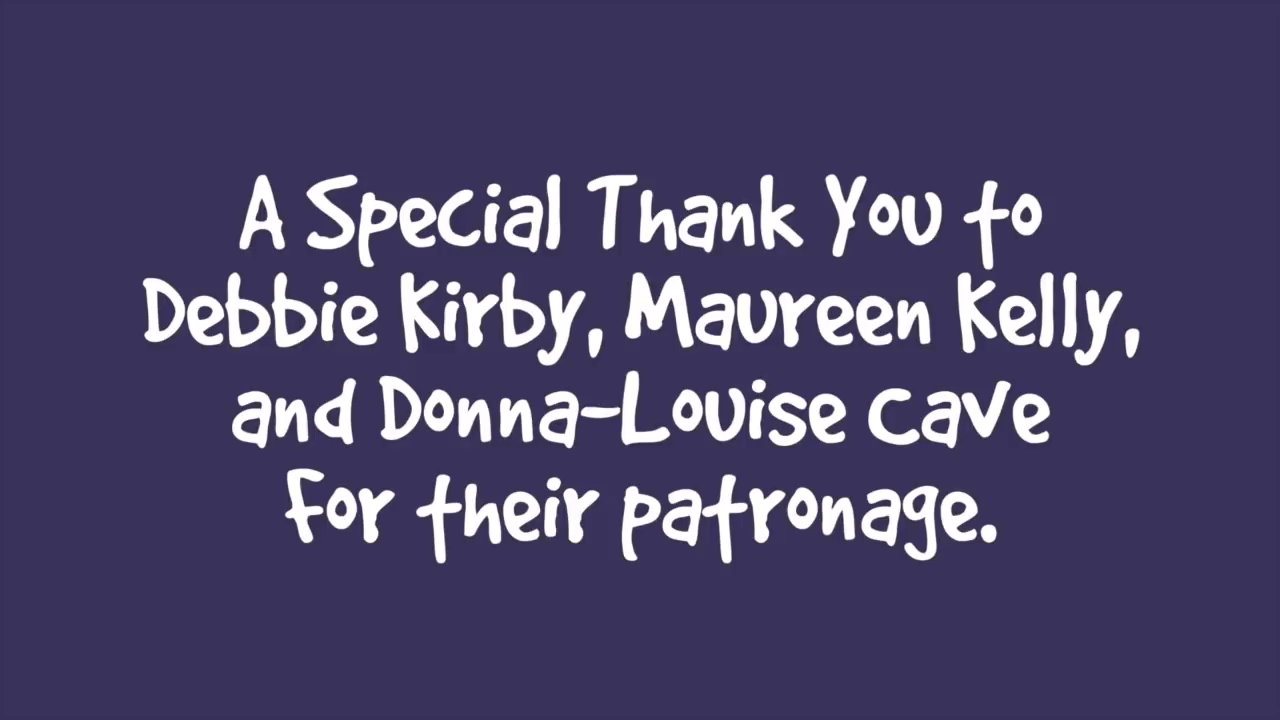 A Special Thank You to
Debbie Kirby, Maureen Kelly,
and Donna-Louise Cave
For their patronage.